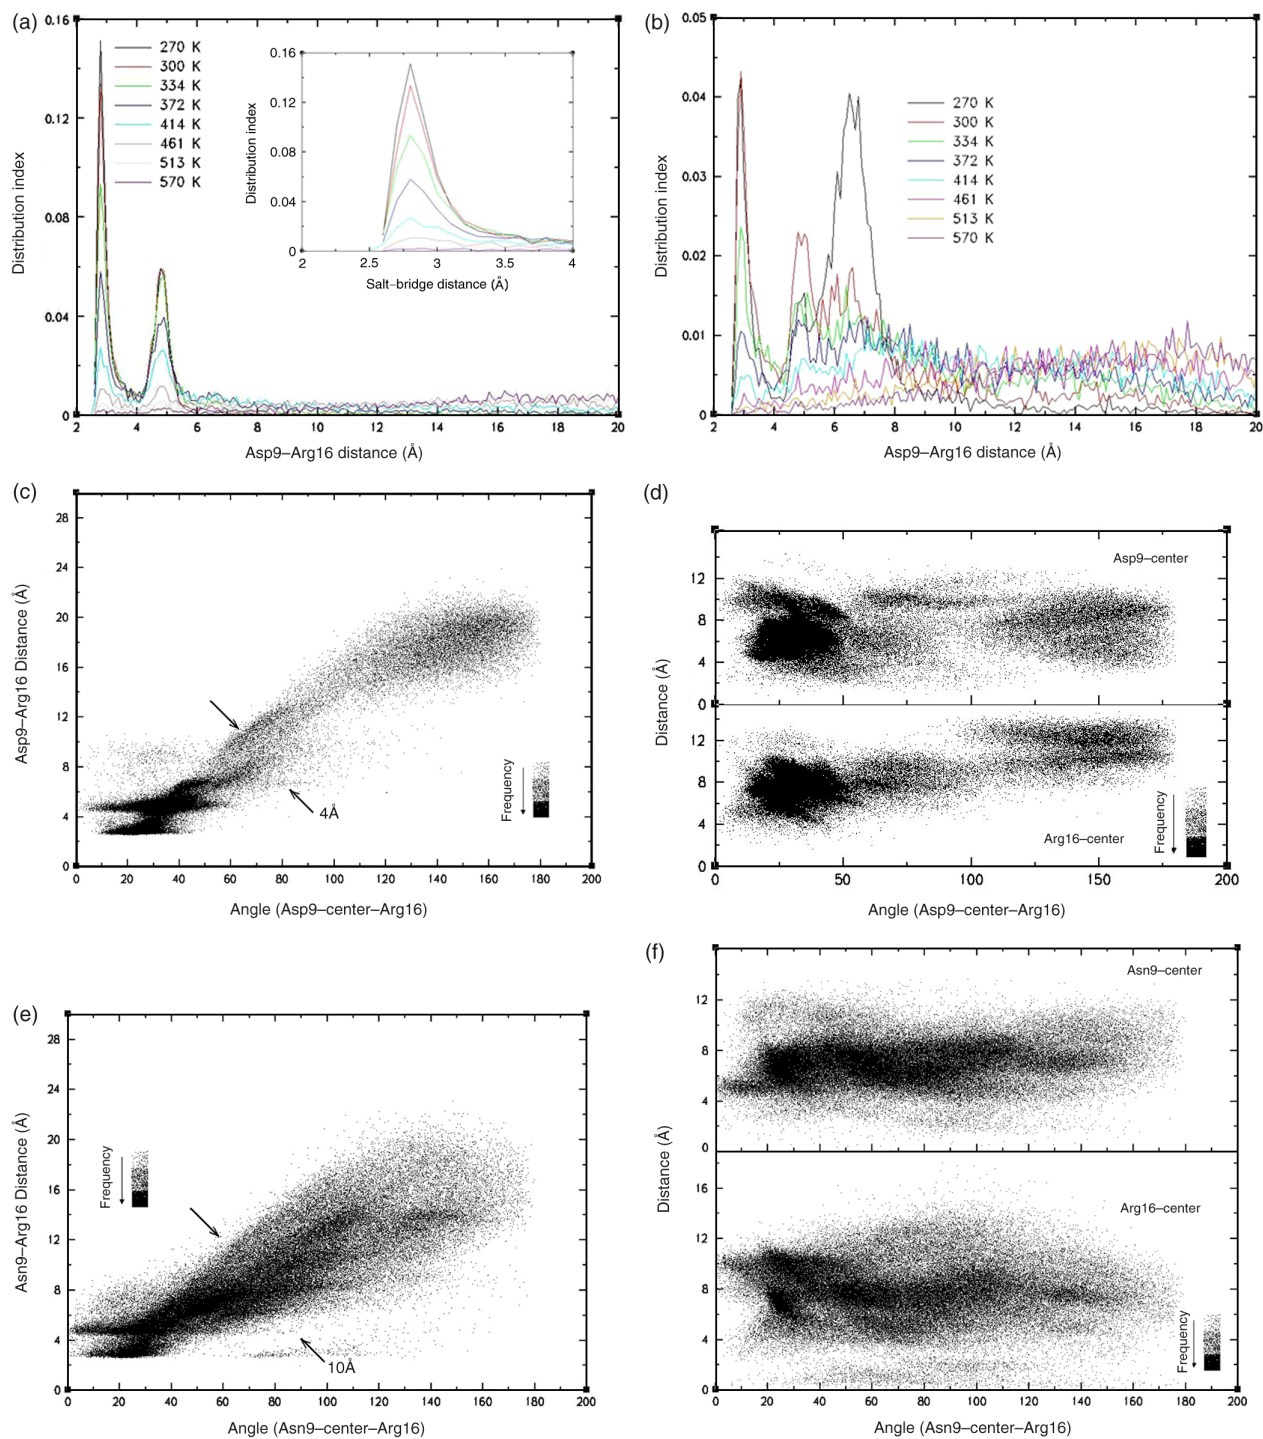 (a)
0.16
0.12
0.08
0.04
0
Distribution index
270 K
300 K
334 K
372 K
414 K
461 K
513 K
570 K
0.16
0.12
0.08
0.04
0
Distribution index
2 2.5 3 3.5 4
Salt–bridge distance (Å)
2 4 6 8 10 12 14 16 18 20
Asp9–Arg16 distance (Å)
(b)
0.05
0.04
0.03
0.02
0.01
0
Distribution index
270 K
300 K
334 K
372 K
414 K
461 K
513 K
570 K
2 4 6 8 10 12 14 16 18 20
Asp9–Arg16 distance (Å)
(c)
28
24
20
16
12
8
4
0
Asp9–Arg16 Distance (Å)
4Å
Frequency
0 20 40 60 80 100 120 140 160 180 200
Angle (Asp9–center–Arg16)
(d)
Asp9–center
12
8
4
0
Distance (Å)
12
8
4
0
Arg16–center
Frequency
0 50 100 150 200
Angle (Asp9–center–Arg16)
(e)
28
24
20
16
12
8
4
0
Asn9–Arg16 Distance (Å)
Frequency
10Å
0 20 40 60 80 100 120 140 160 180 200
Angle (Asn9–center–Arg16)
(f)
Asn9–center
12
8
4
0
Distance (Å)
16
12
8
4
0
Arg16–center
Frequency
0 20 40 60 80 100 120 140 160 180 200
Angle (Asn9–center–Arg16)